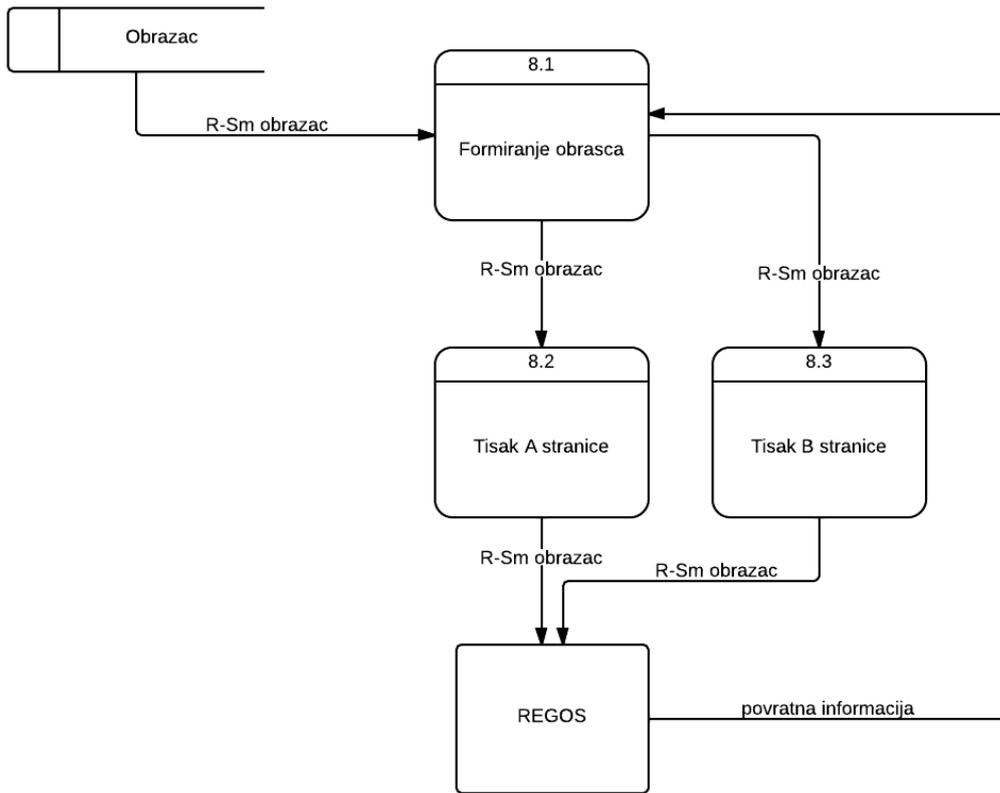 Obrazac
8.1
R-Sm obrazac
Formiranje obrasca
R-Sm obrazac
R-Sm obrazac
8.2
8.3
Tisak A stranice
Tisak B stranice
R-Sm obrazac
R-Sm obrazac
REGOS
povratna informacija